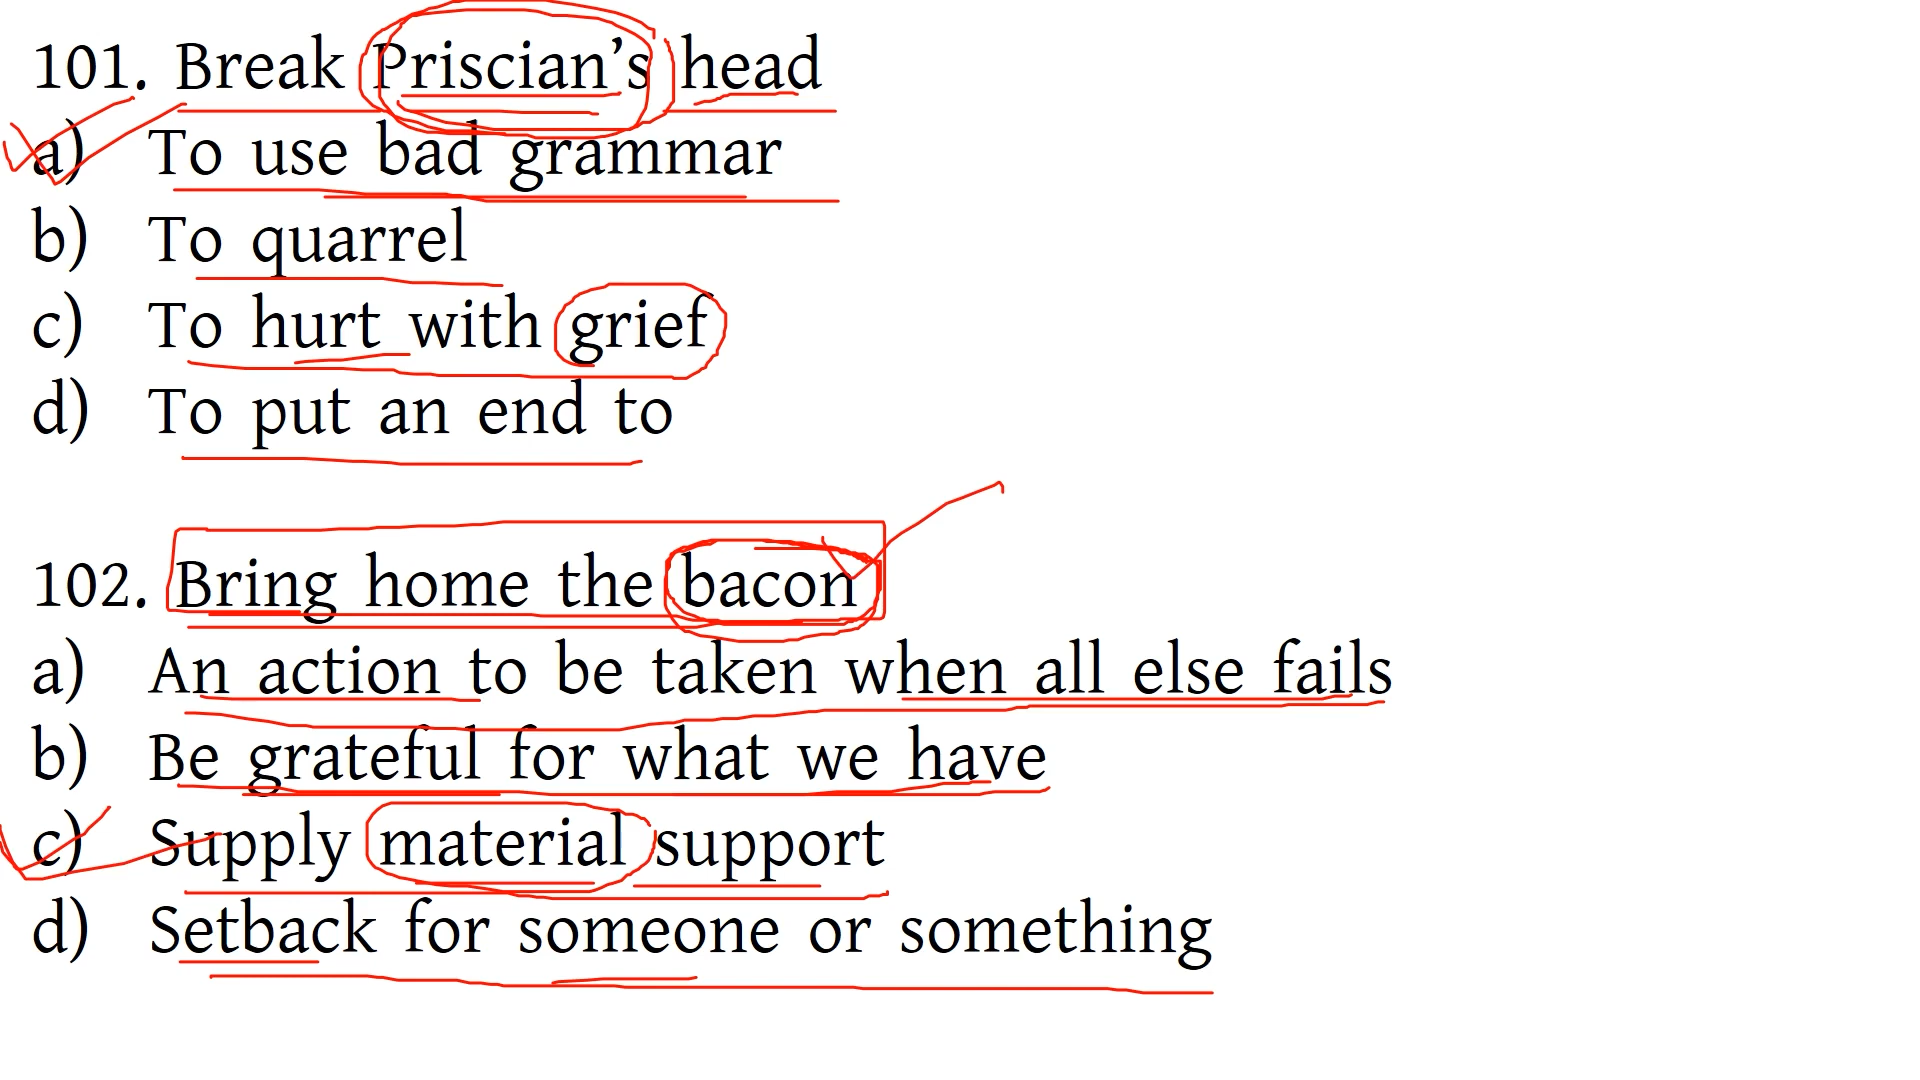 101. Break Priscian’s head
a) To use bad grammar
b) To quarrel
c) To hurt with grief
d) To put an end to
102. Bring home the bacon
a) An action to be taken when all else fails
b) Be grateful for what we have
c) Supply material support
d) Setback for someone or something